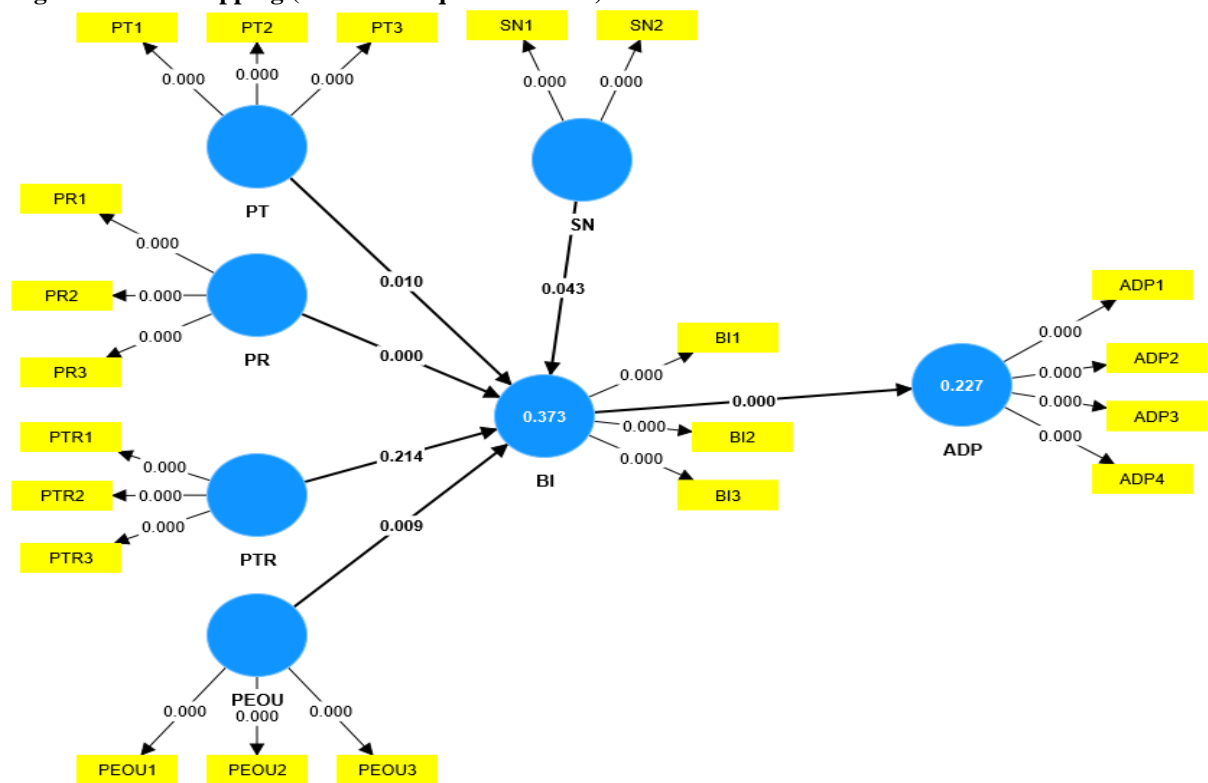 PT1
PT2
PT3
SN1
SN2
0.000
0.000
0.000
0.000
0.000
PT
SN
PR1
PR2
PR3
0.000
0.000
0.000
PR
0.010
0.043
0.000
PTR1
PTR2
PTR3
0.000
0.000
0.000
PTR
0.214
0.009
PEOU
0.000
0.000
0.000
PEOU1
PEOU2
PEOU3
0.373
BI
0.000
0.000
0.000
BI1
BI2
BI3
0.000
0.227
ADP
0.000
0.000
0.000
0.000
ADP1
ADP2
ADP3
ADP4